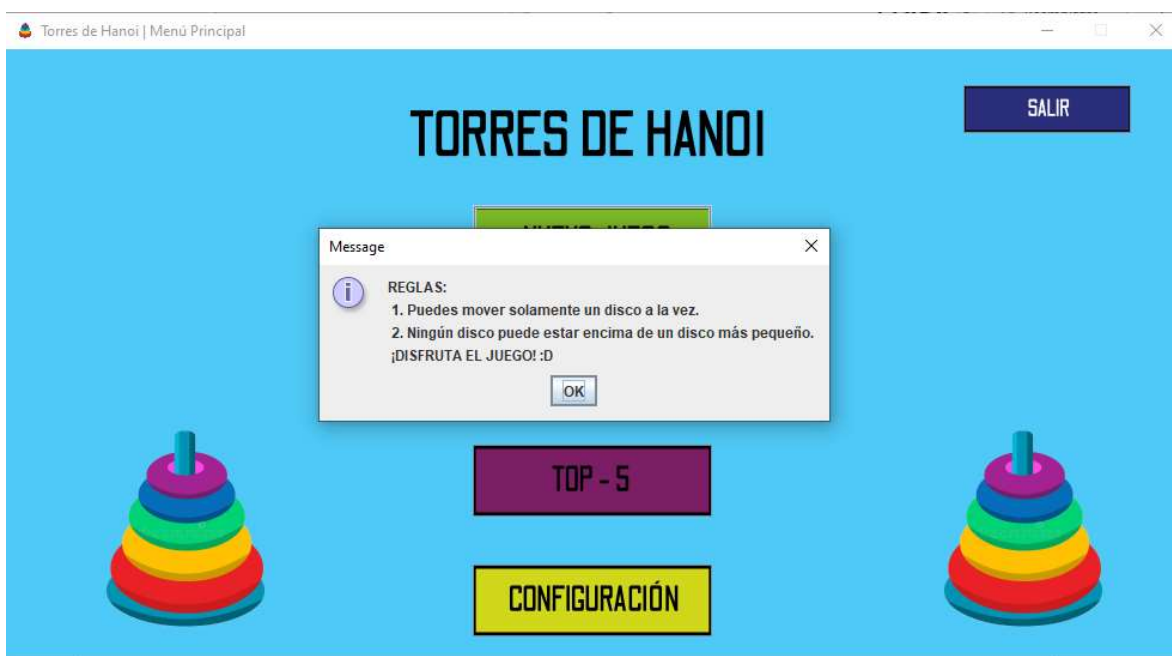 Torres de Hanoi | Menú Principal
SALIR
TORRES DE HANOI
Message
REGLAS:
1. Puedes mover solamente un disco a la vez.
2. Ningún disco puede estar encima de un disco más pequeño.
¡DISFRUTA EL JUEGO! :D
OK
TOP - 5
CONFIGURACIÓN